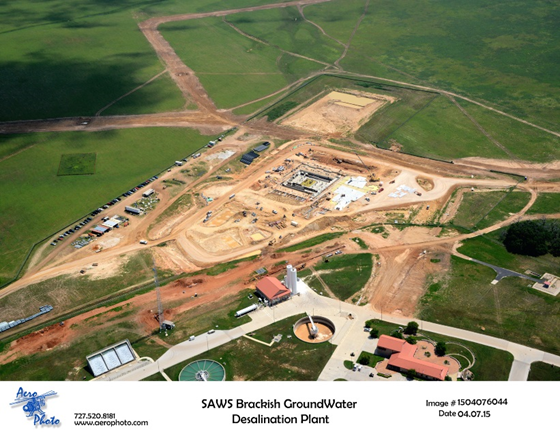 Aero
Photo
727.520.8181
www.aerophoto.com
SAWS Brackish GroundWater
Desalination Plant
Image # 1504076044
Date 04.07.15